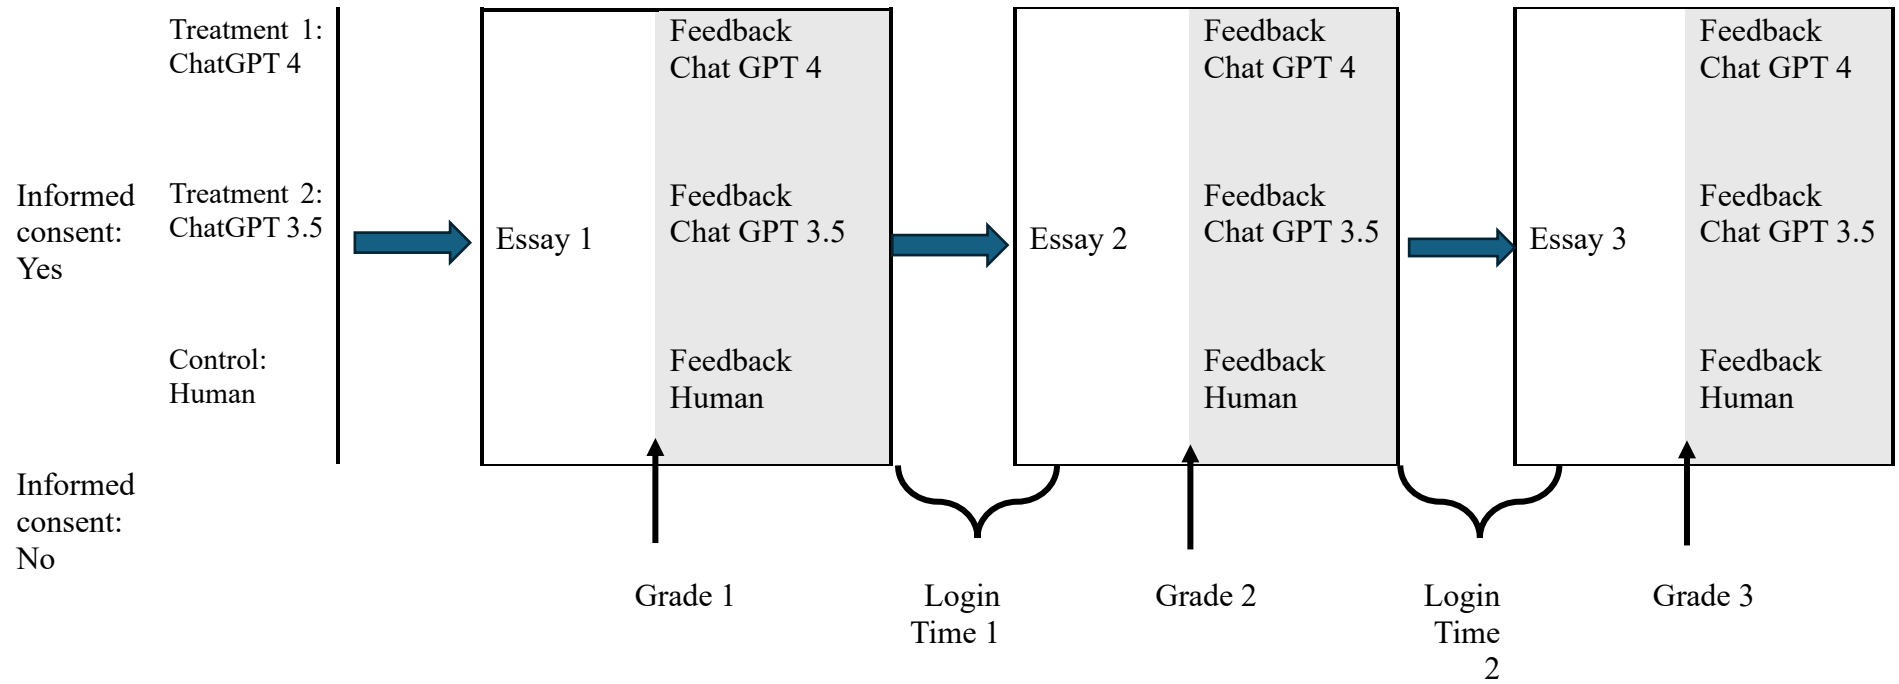 Treatment 1:
ChatGPT 4
Informed
consent:
Yes
Treatment 2:
ChatGPT 3.5
Control:
Human
Informed
consent:
No
Essay 1
Feedback
Chat GPT 4
Feedback
Chat GPT 3.5
Feedback
Human
Essay 2
Feedback
Chat GPT 4
Feedback
Chat GPT 3.5
Feedback
Human
Essay 3
Feedback
Chat GPT 4
Feedback
Chat GPT 3.5
Feedback
Human
Grade 1
Login
Time 1
Grade 2
Login
Time
2
Grade 3